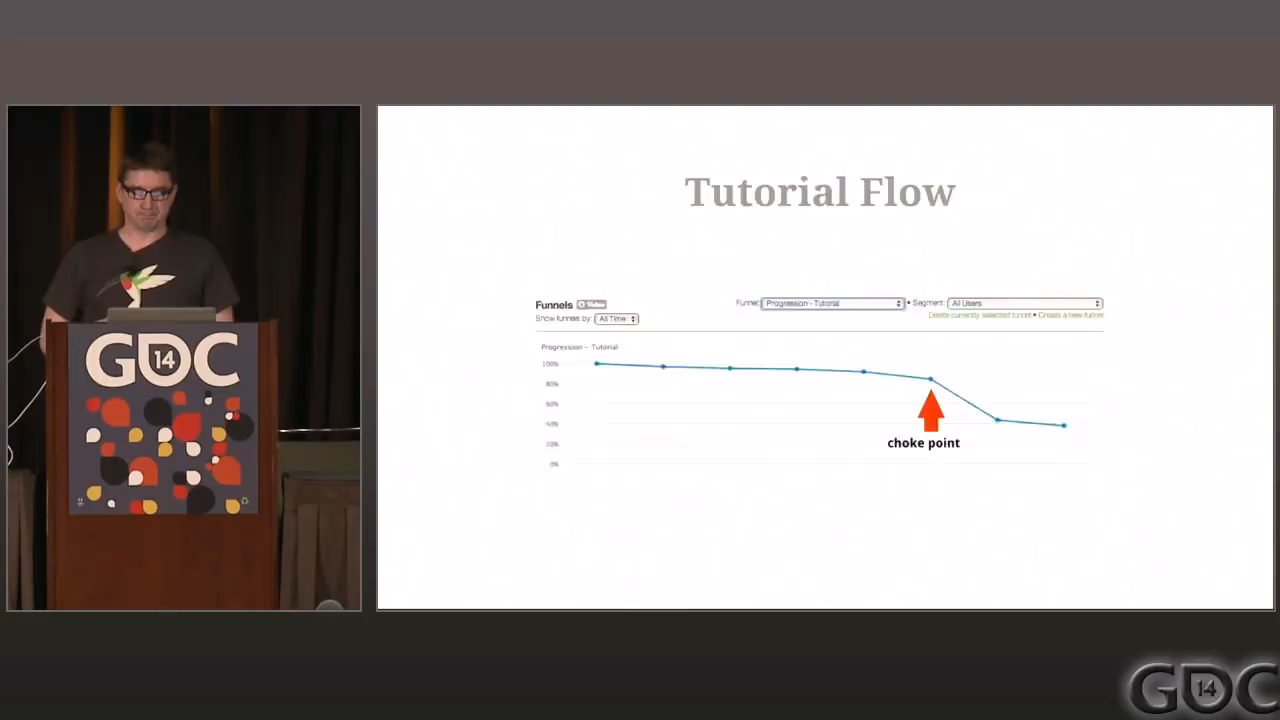 Tutorial Flow
Funnels Video
Funnel: Progression - Tutorial • Segment: All Users
Show funnels by: All Time
Delete currently selected funnel • Create a new funnel
Progression - Tutorial
100%
80%
60%
40%
20%
0%
choke point
GDC 14
GDC 14